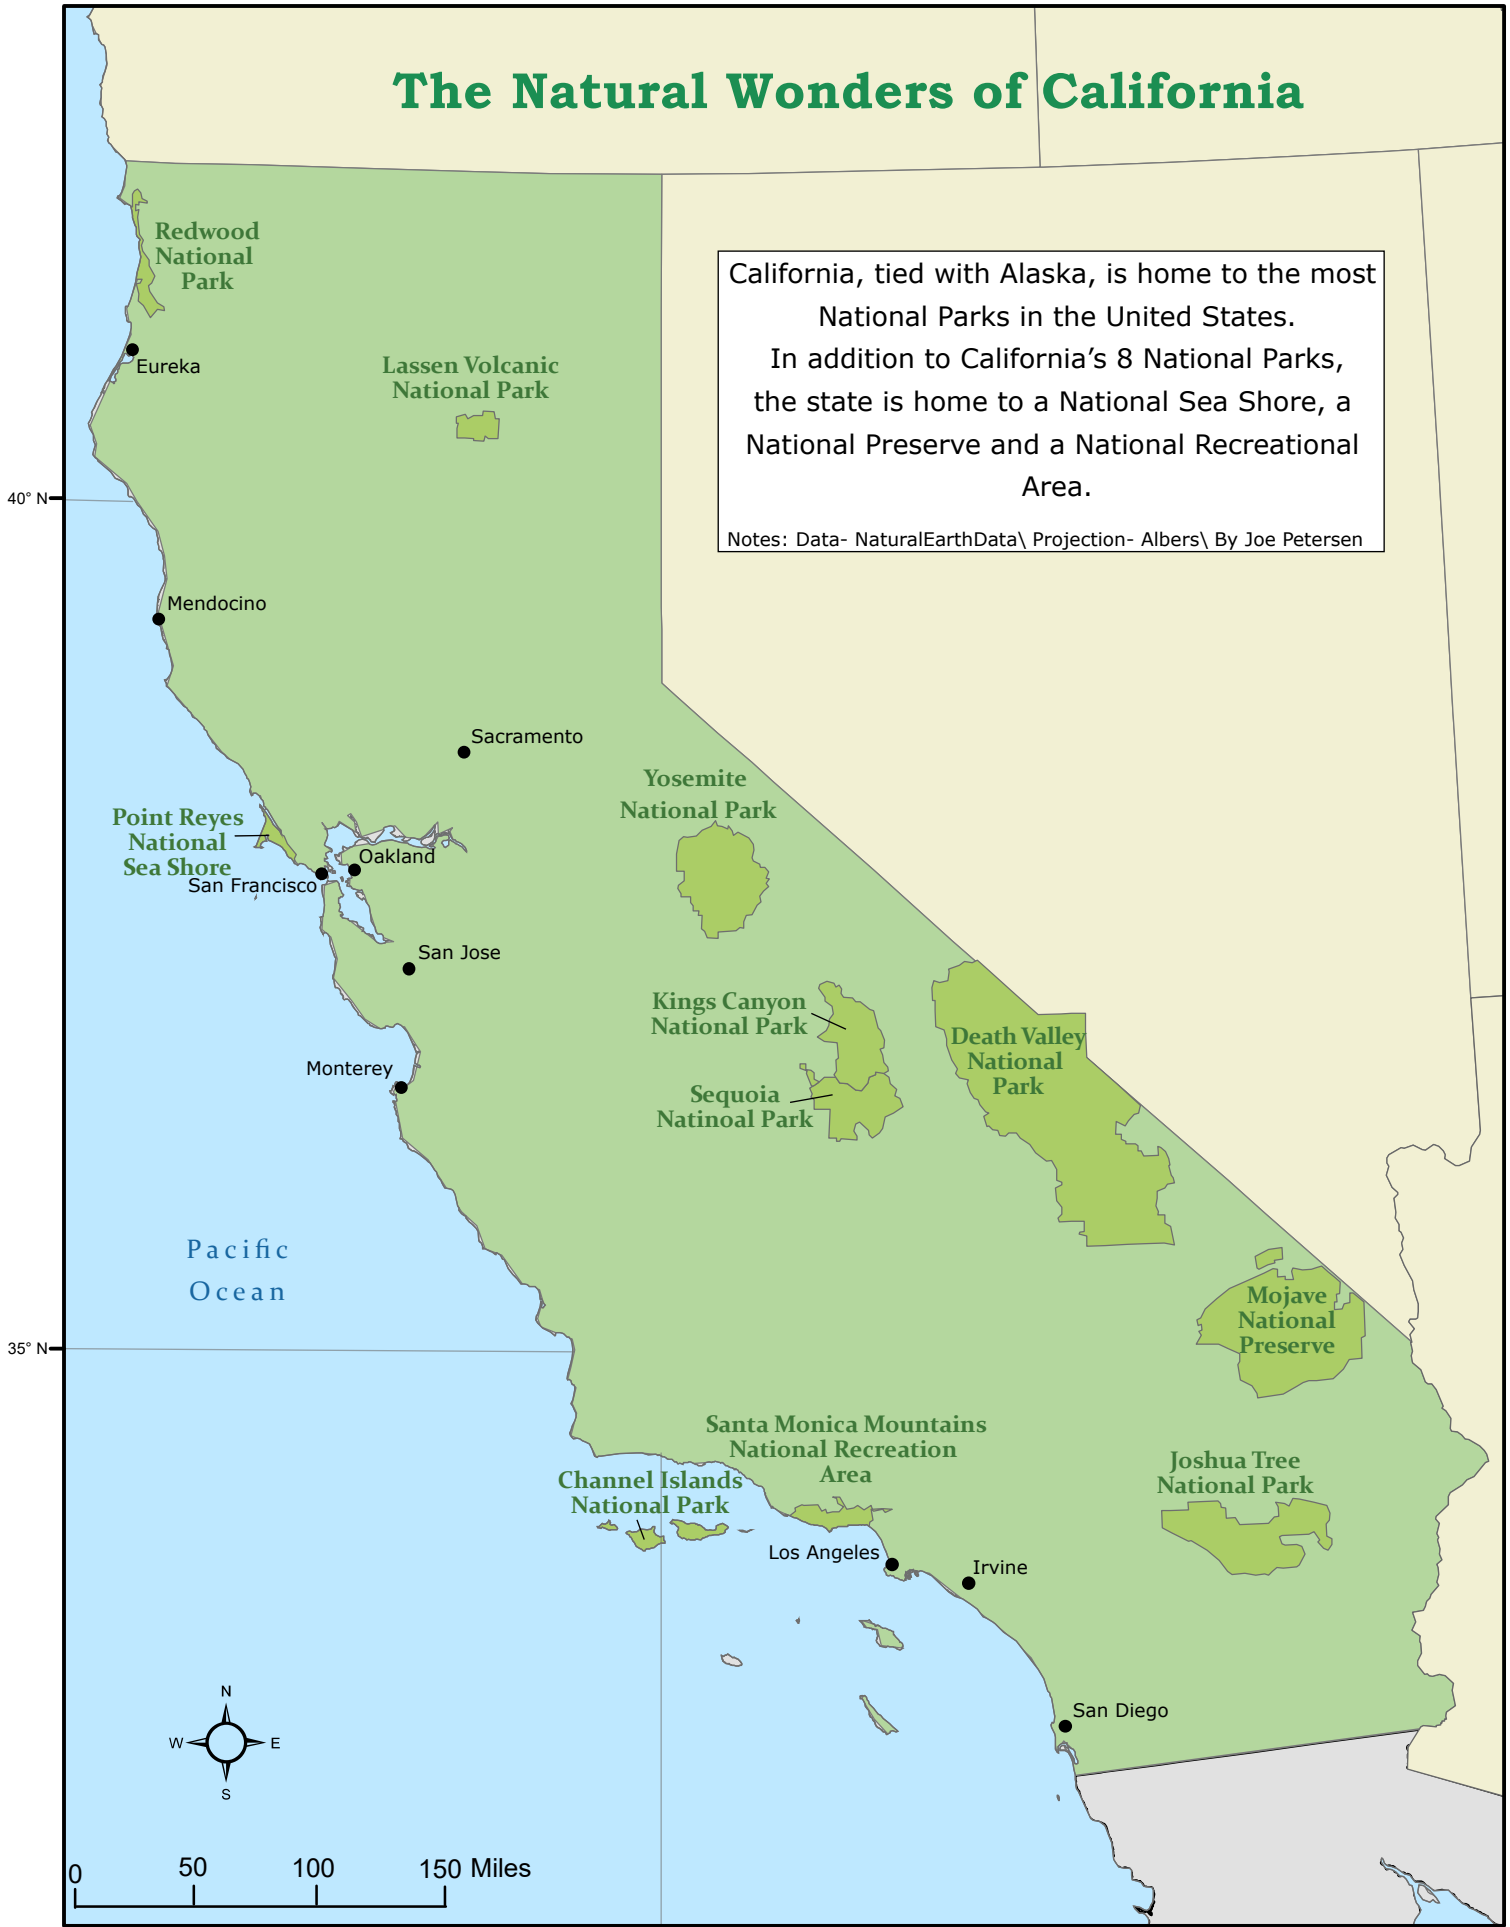 The Natural Wonders of California
Redwood
National
Park
California, tied with Alaska, is home to the most
National Parks in the United States.
In addition to California’s 8 National Parks,
the state is home to a National Sea Shore, a
National Preserve and a National Recreational
Area.
Notes: Data- NaturalEarthData\ Projection- Albers\ By Joe Petersen
Eureka
Lassen Volcanic
National Park
40° N
Mendocino
Sacramento
Yosemite
National Park
Point Reyes
National
Sea Shore
Oakland
San Francisco
San Jose
Kings Canyon
National Park
Death Valley
National
Park
Monterey
Sequoia
Natinoal Park
Pacific
Ocean
Mojave
National
Preserve
35° N
Santa Monica Mountains
National Recreation
Area
Channel Islands
National Park
Joshua Tree
National Park
Los Angeles
Irvine
San Diego
N
W E
S
0 50 100 150 Miles